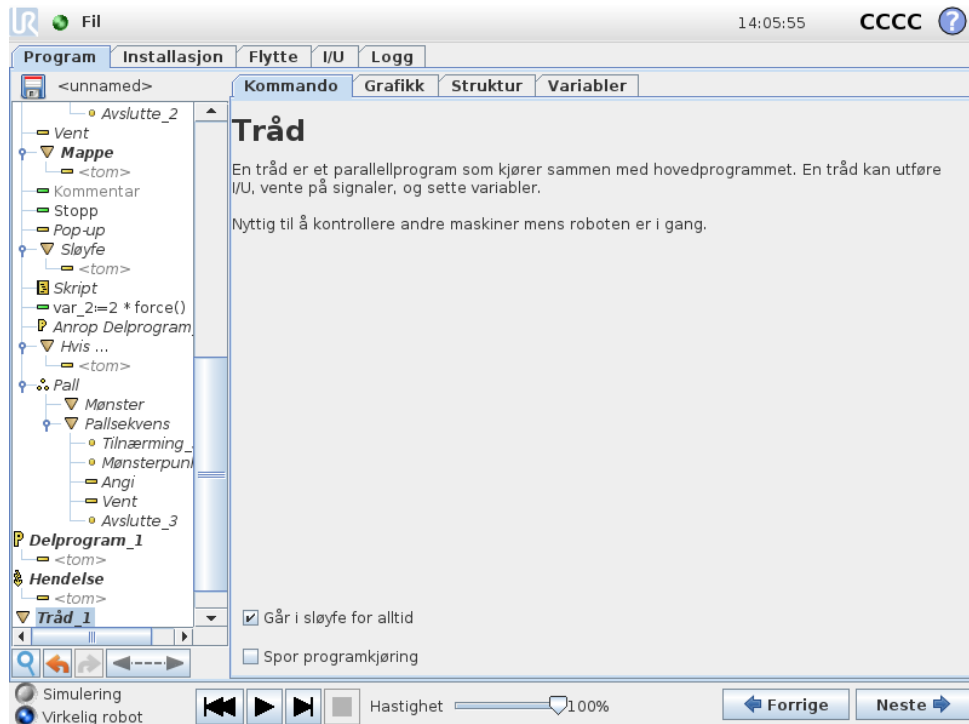 Fil
14:05:55
CCCC
Program
Installasjon
Flytte
I/U
Logg
<unnamed>
Kommando
Grafikk
Struktur
Variabler
Avslutte_2
Vent
Mappe
<tom>
Kommentar
Stopp
Pop-up
Sløyfe
<tom>
Skript
var_2:=2 * force()
Anrop Delprogram_
Hvis ...
<tom>
Pall
Mønster
Pallsekvens
Tilnærming_
Mønsterpun
Angi
Vent
Avslutte_3
Delprogram_1
<tom>
Hendelse
<tom>
Tråd_1
Tråd
En tråd er et parallellprogram som kjører sammen med hovedprogrammet. En tråd kan utføre
I/U, vente på signaler, og sette variabler.
Nyttig til å kontrollere andre maskiner mens roboten er i gang.
Går i sløyfe for alltid
Spor programkjøring
Simulering
Virkelig robot
Hastighet
100%
Forrige
Neste